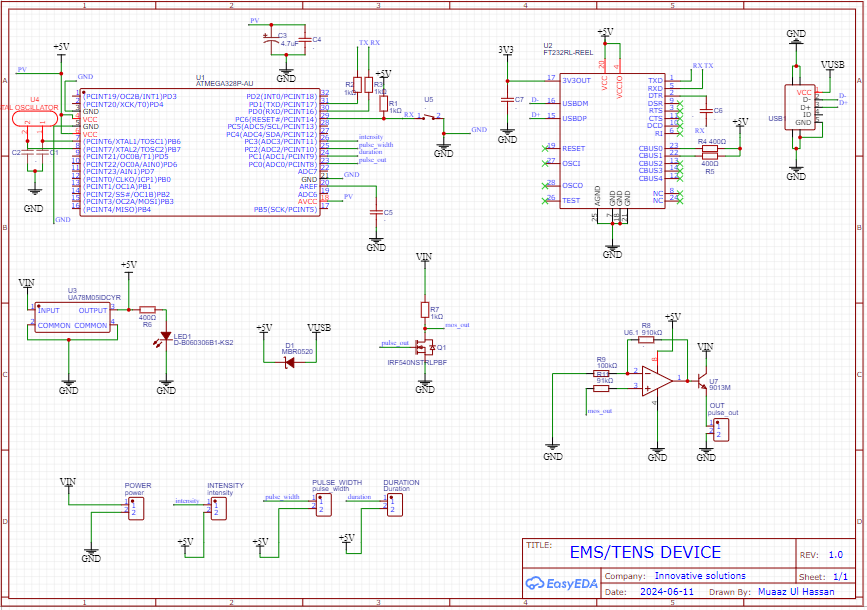 1 2 3 4 5
A
B
C
D
PV
+5V
PV
GND
U4
TAL OSCILLATOR
C2
C1
GND
GND
C3
4.7uF
C4
GND
U1
ATMEGA328P-AU
[PCINT19/OC2B/INT1)PD3
(PCINT20/XCK/T0)PD4
GND
VCC
GND
VCC
(PCINT6/XTAL1/TOSC1)PB6
(PCINT7/XTAL2/TOSC2)PB7
(PCINT21/OC0B/T1)PD5
(PCINT22/OC0A/AIN0)PD6
(PCINT23/AIN1)PD7
(PCINT0/CLKO/ICP1)PB0
(PCINT1/OC1A)PB1
(PCINT2/SS#/OC1B)PB2
(PCINT3/OC2A/MOSI)PB3
(PCINT4/MISO)PB4
PD2(INT0/PCINT18)
PD1(TXD/PCINT17)
PD0(RXD/PCINT16)
PC6(RESET#/PCINT14)
PC5(ADC5/SCL/PCINT13)
PC4(ADC4/SDA/PCINT12)
PC3(ADC3/PCINT11)
PC2(ADC2/PCINT10)
PC1(ADC1/PCINT9)
PC0(ADC0/PCINT8)
ADC7
GND
AREF
ADC6
AVCC
PB5(SCK/PCINT5)
TX RX
R2
1kΩ
R3
1kΩ
+5V
R1
1kΩ
RX
U5
GND
GND
intensity
pulse_width
duration
pulse_out
GND
PV
C5
GND
3V3
C7
GND
U2
FT232RL-REEL
+5V
VCC
VCCIO
3V3OUT
USBDM
USBDP
RESET
OSCI
OSCO
TEST
AGND
GND
GND
GND
TXD
RXD
DTR
DSR
RTS
CTS
DCD
RI
CBUS0
CBUS1
CBUS2
CBUS3
CBUS4
NC
NC
D-
D+
GND
RX TX
C6
RX
+5V
R4 400Ω
400Ω
R5
GND
VUSB
USB1
VCC
D-
D+
ID
GND
D-
D+
GND
VIN
U3
UA78M05IDCYR
INPUT OUTPUT
COMMON COMMON
+5V
400Ω
R6
LED1
D-B060306B1-KS2
GND
GND
+5V
VUSB
D1
MBR0520
VIN
R7
1kΩ
mos_out
pulse_out
Q1
IRF540NSTRLPBF
GND
R8
U6.1 910kΩ
+5V
VIN
R9
100kΩ
91kΩ
mos_out
U7
9013M
OUT
pulse_out
GND
GND
GND
VIN
POWER
power
GND
INTENSITY
intensity
intensity
+5V
PULSE_WIDTH
pulse_width
pulse_width
+5V
DURATION
Duration
duration
+5V
TITLE:
EMS/TENS DEVICE
REV: 1.0
EasyEDA
Company: Innovative solutions
Sheet: 1/1
Date: 2024-06-11 Drawn By: Muaaz Ul Hassan
1 2 3 4 5